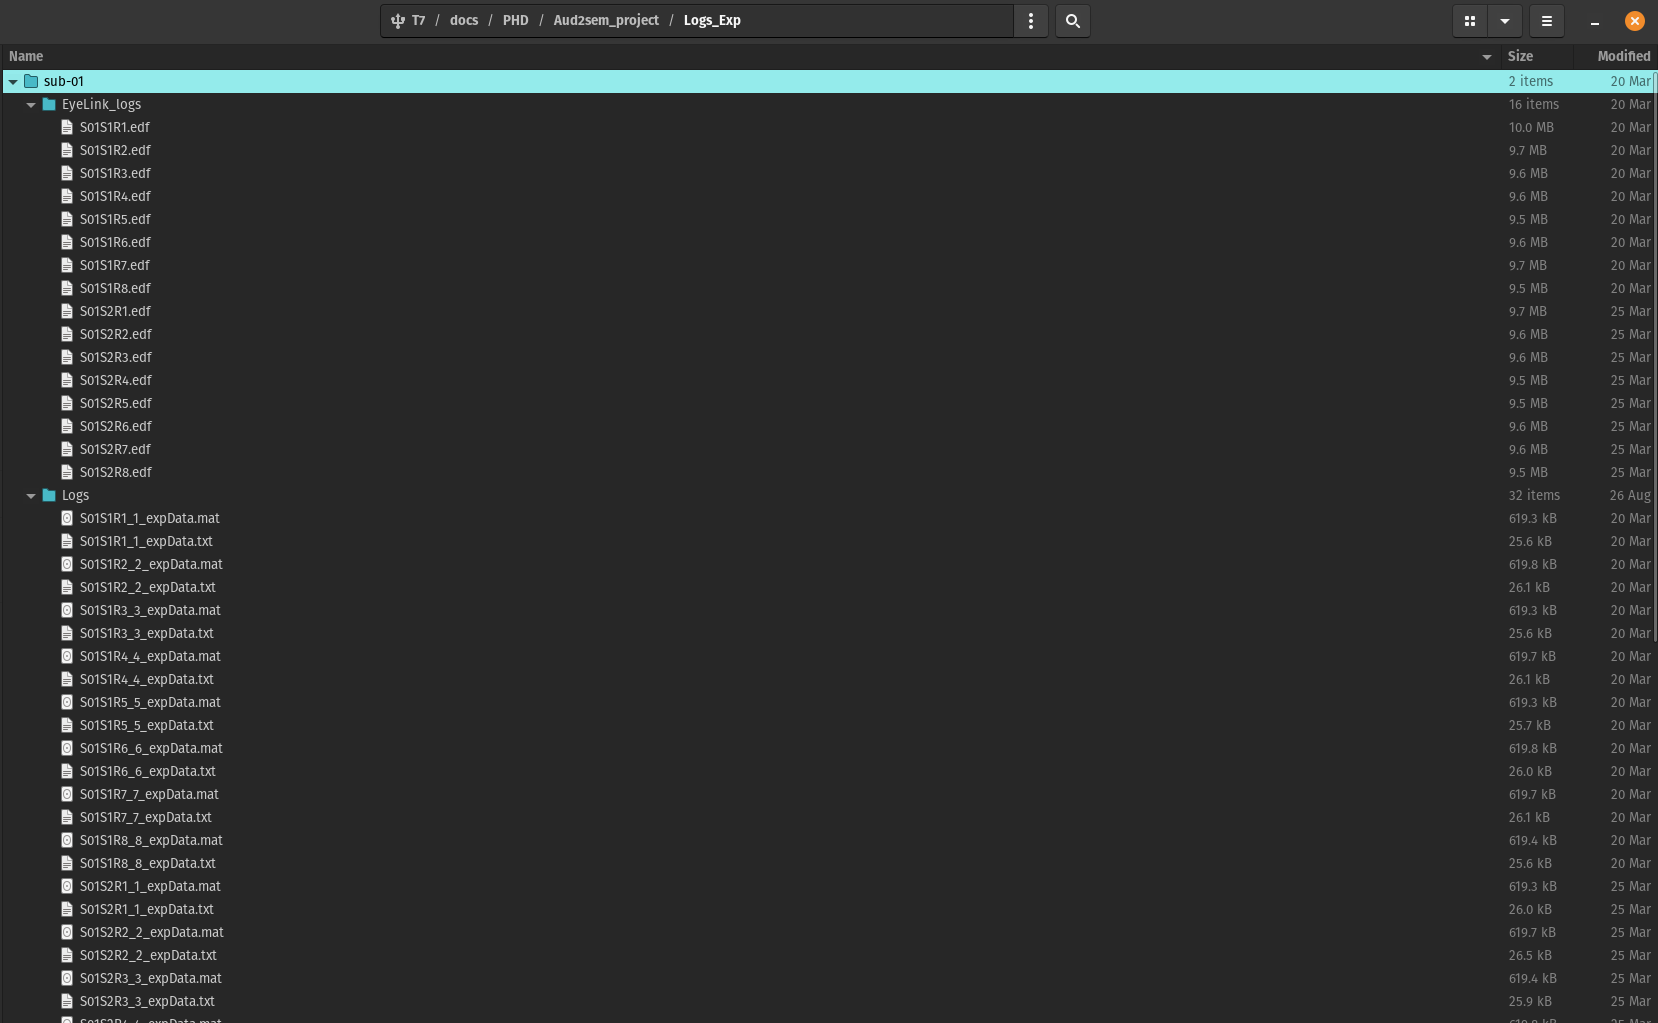 T7 / docs / PHD / Aud2sem_project / Logs_Exp
Name Size Modified
sub-01 2 items 20 Mar
EyeLink_logs 16 items 20 Mar
S01S1R1.edf 10.0 MB 20 Mar
S01S1R2.edf 9.7 MB 20 Mar
S01S1R3.edf 9.6 MB 20 Mar
S01S1R4.edf 9.6 MB 20 Mar
S01S1R5.edf 9.5 MB 20 Mar
S01S1R6.edf 9.6 MB 20 Mar
S01S1R7.edf 9.7 MB 20 Mar
S01S1R8.edf 9.5 MB 20 Mar
S01S2R1.edf 9.7 MB 25 Mar
S01S2R2.edf 9.6 MB 25 Mar
S01S2R3.edf 9.6 MB 25 Mar
S01S2R4.edf 9.5 MB 25 Mar
S01S2R5.edf 9.5 MB 25 Mar
S01S2R6.edf 9.6 MB 25 Mar
S01S2R7.edf 9.6 MB 25 Mar
S01S2R8.edf 9.5 MB 25 Mar
Logs 32 items 26 Aug
S01S1R1_1_expData.mat 619.3 kB 20 Mar
S01S1R1_1_expData.txt 25.6 kB 20 Mar
S01S1R2_2_expData.mat 619.8 kB 20 Mar
S01S1R2_2_expData.txt 26.1 kB 20 Mar
S01S1R3_3_expData.mat 619.3 kB 20 Mar
S01S1R3_3_expData.txt 25.6 kB 20 Mar
S01S1R4_4_expData.mat 619.7 kB 20 Mar
S01S1R4_4_expData.txt 26.1 kB 20 Mar
S01S1R5_5_expData.mat 619.3 kB 20 Mar
S01S1R5_5_expData.txt 25.7 kB 20 Mar
S01S1R6_6_expData.mat 619.8 kB 20 Mar
S01S1R6_6_expData.txt 26.0 kB 20 Mar
S01S1R7_7_expData.mat 619.7 kB 20 Mar
S01S1R7_7_expData.txt 26.1 kB 20 Mar
S01S1R8_8_expData.mat 619.4 kB 20 Mar
S01S1R8_8_expData.txt 25.6 kB 20 Mar
S01S2R1_1_expData.mat 619.3 kB 25 Mar
S01S2R1_1_expData.txt 26.0 kB 25 Mar
S01S2R2_2_expData.mat 619.7 kB 25 Mar
S01S2R2_2_expData.txt 26.5 kB 25 Mar
S01S2R3_3_expData.mat 619.4 kB 25 Mar
S01S2R3_3_expData.txt 25.9 kB 25 Mar